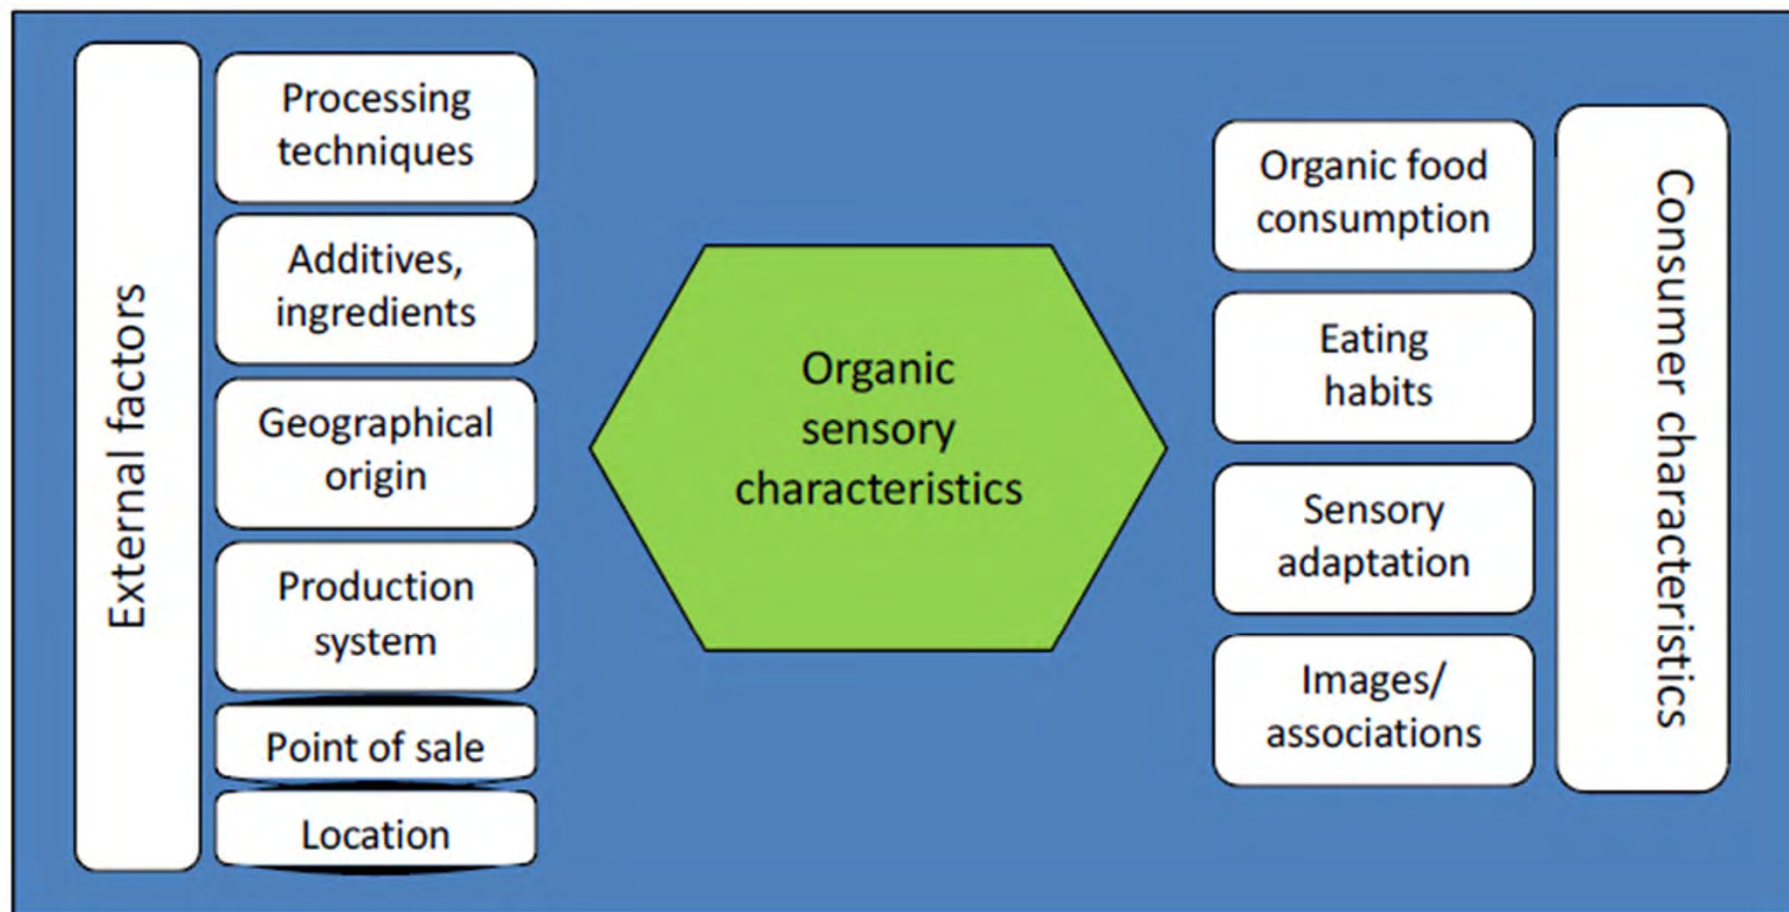 External factors
Processing
techniques
Additives,
ingredients
Geographical
origin
Production
system
Point of sale
Location
Organic
sensory
characteristics
Organic food
consumption
Eating
habits
Sensory
adaptation
Images/
associations
Consumer characteristics